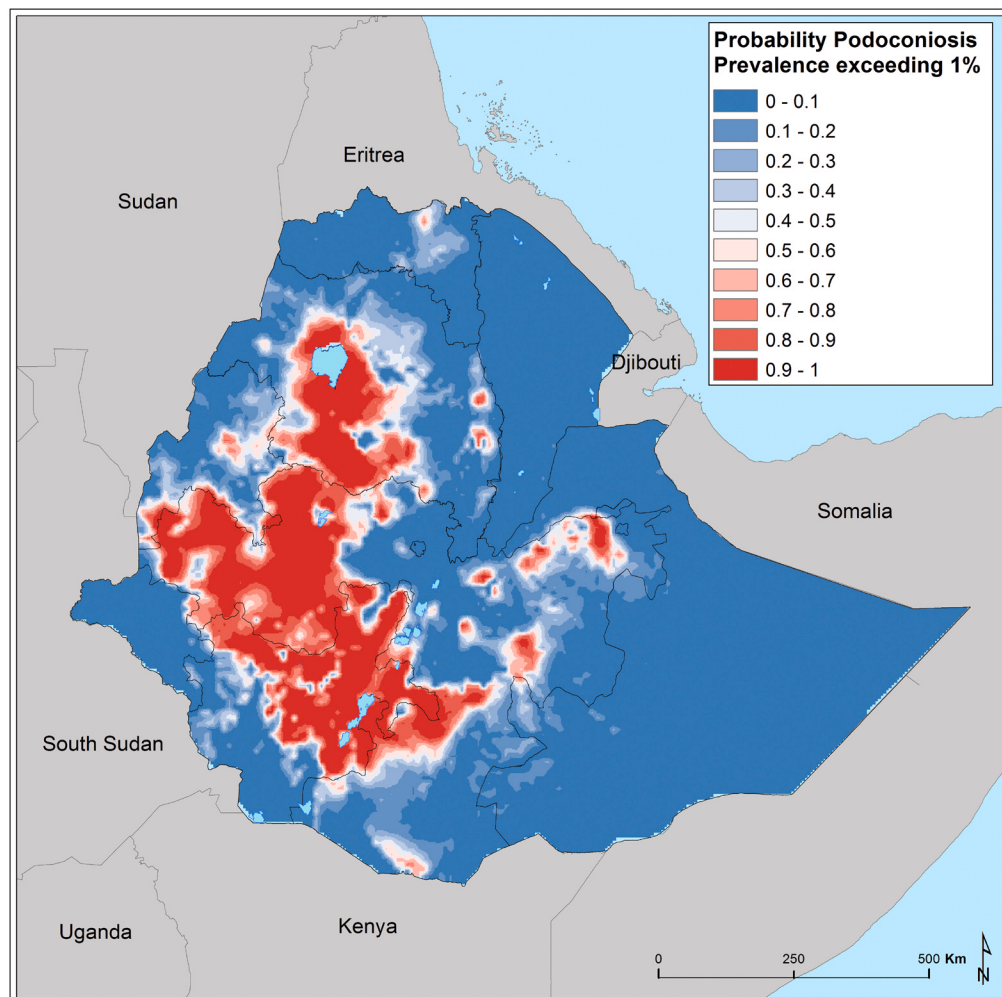 Probability Podoconiosis
Prevalence exceeding 1%
0 - 0.1
0.1 - 0.2
0.2 - 0.3
0.3 - 0.4
0.4 - 0.5
0.5 - 0.6
0.6 - 0.7
0.7 - 0.8
0.8 - 0.9
0.9 - 1
Eritrea
Sudan
Djibouti
Somalia
South Sudan
Uganda
Kenya
0 250 500 Km
N